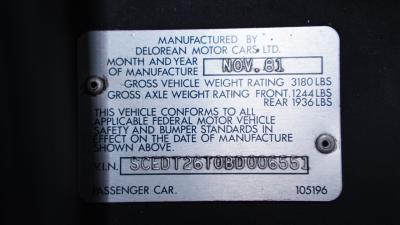 MANUFACTURED BY
DELOREAN MOTOR CARS LTD.
MONTH AND YEAR
OF MANUFACTURE NOV.81
GROSS VEHICLE WEIGHT RATING 3180 LBS
GROSS AXLE WEIGHT RATING FRONT. 1244 LBS
REAR 1936 LBS
THIS VEHICLE CONFORMS TO ALL
APPLICABLE FEDERAL MOTOR VEHICLE
SAFETY AND BUMPER STANDARDS IN
EFFECT ON THE DATE OF MANUFACTURE
SHOWN ABOVE.
V.I.N. SCEDT26T0BD006551
PASSENGER CAR. 105196